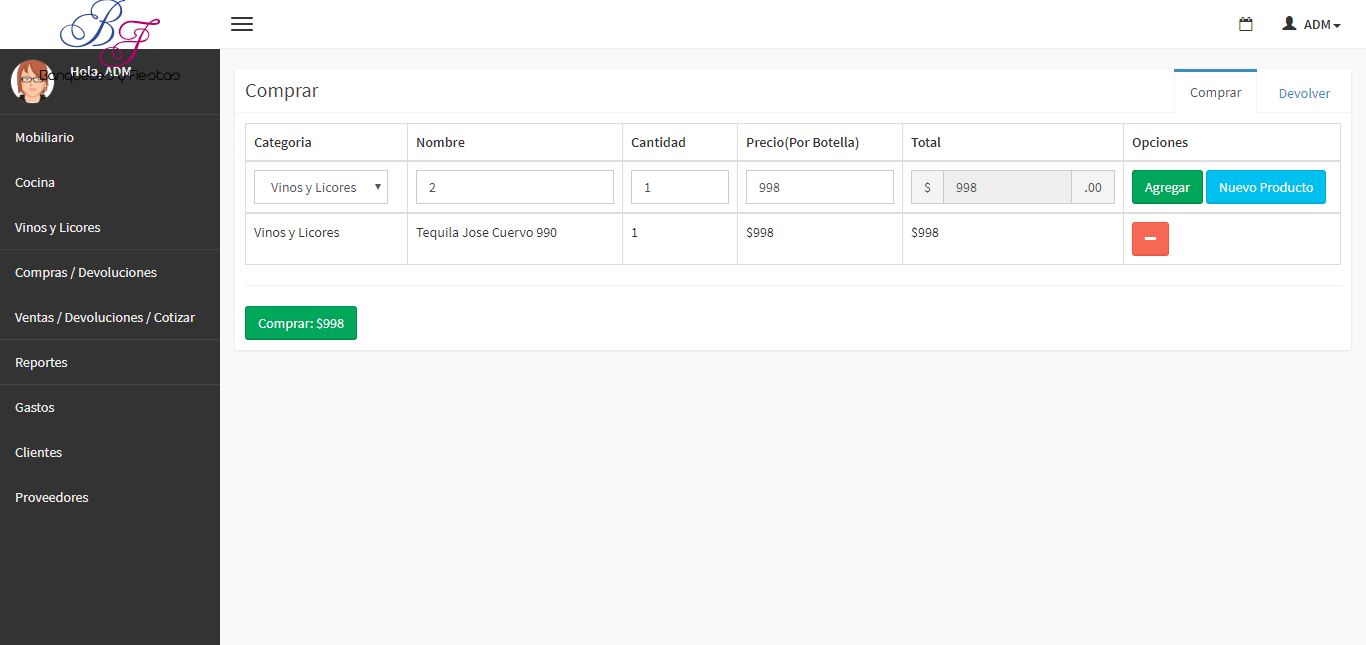 BF
Banquetes y Fiestas
ADM
Hola, ADM
Mobiliario
Cocina
Vinos y Licores
Compras / Devoluciones
Ventas / Devoluciones / Cotizar
Reportes
Gastos
Clientes
Proveedores
Comprar
Comprar Devolver
Categoria Nombre Cantidad Precio(Por Botella) Total Opciones
Vinos y Licores 2 1 998 $ 998 .00 Agregar Nuevo Producto
Vinos y Licores Tequila Jose Cuervo 990 1 $998 $998
Comprar: $998